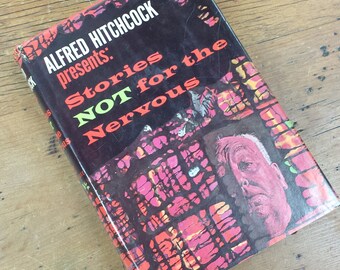 ALFRED HITCHCOCK
presents:
Stories
NOT for the
Nervous